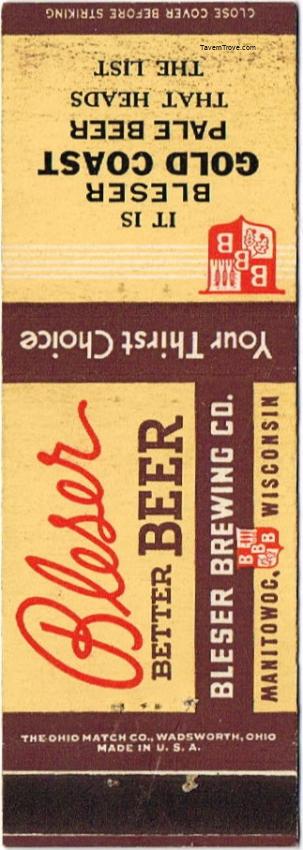 CLOSE COVER BEFORE STRIKING
TavernTrove.com
IT IS
BLESER
GOLD COAST
PALE BEER
THAT HEADS
THE LIST
B B B
Your Thirst Choice
Bleser
BETTER BEER
BLESER BREWING CO.
MANITOWOC, WISCONSIN
B B B
THE OHIO MATCH CO., WADSWORTH, OHIO
MADE IN U. S. A.